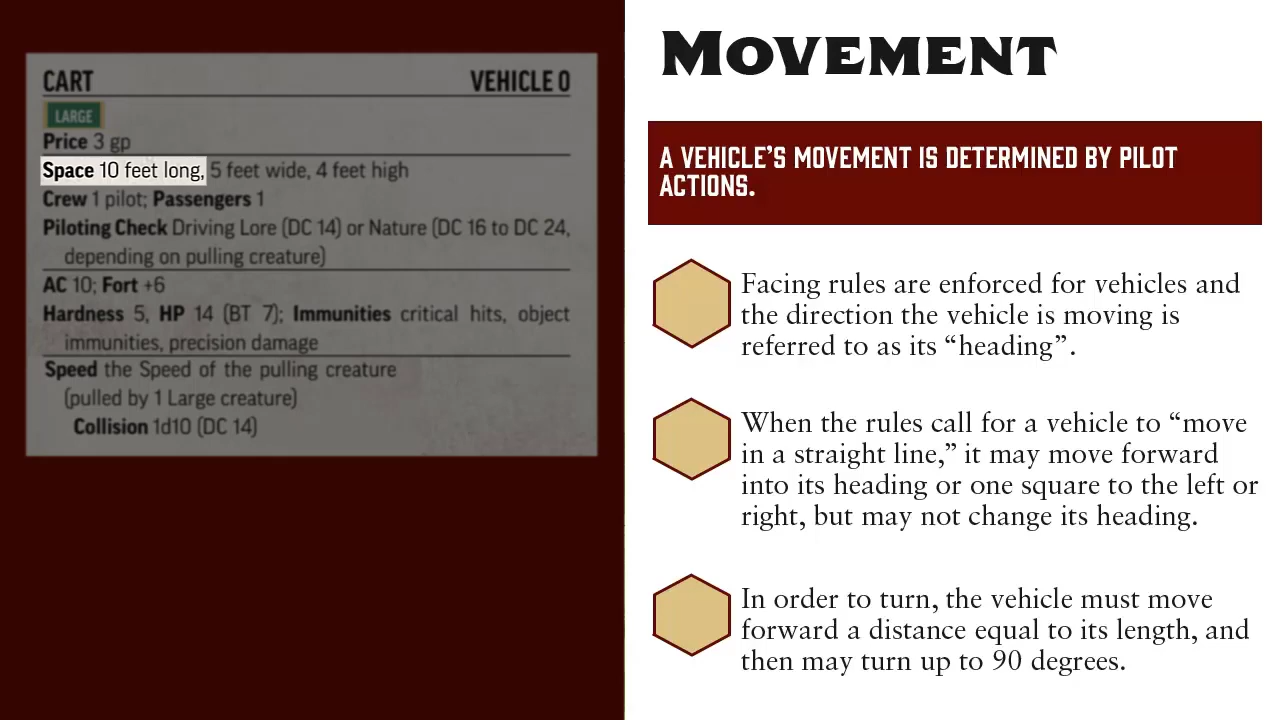 CART VEHICLE 0
LARGE
Price 3 gp
Space 10 feet long, 5 feet wide, 4 feet high
Crew 1 pilot; Passengers 1
Piloting Check Driving Lore (DC 14) or Nature (DC 16 to DC 24,
depending on pulling creature)
AC 10; Fort +6
Hardness 5, HP 14 (BT 7); Immunities critical hits, object
immunities, precision damage
Speed the Speed of the pulling creature
(pulled by 1 Large creature)
Collision 1d10 (DC 14)
MOVEMENT
A VEHICLE'S MOVEMENT IS DETERMINED BY PILOT
ACTIONS.
Facing rules are enforced for vehicles and
the direction the vehicle is moving is
referred to as its “heading”.
When the rules call for a vehicle to “move
in a straight line,” it may move forward
into its heading or one square to the left or
right, but may not change its heading.
In order to turn, the vehicle must move
forward a distance equal to its length, and
then may turn up to 90 degrees.